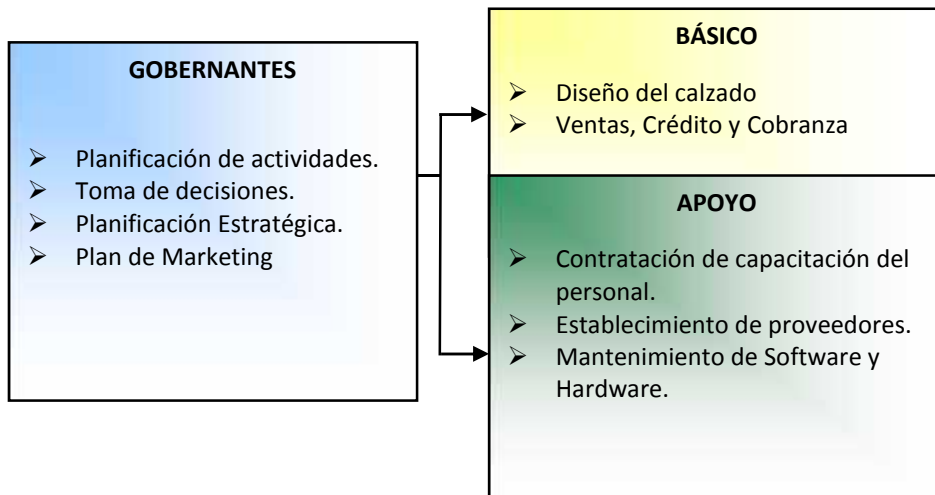 GOBERNANTES
➢ Planificación de actividades.
➢ Toma de decisiones.
➢ Planificación Estratégica.
➢ Plan de Marketing
BÁSICO
➢ Diseño del calzado
➢ Ventas, Crédito y Cobranza
APOYO
➢ Contratación de capacitación del
personal.
➢ Establecimiento de proveedores.
➢ Mantenimiento de Software y
Hardware.